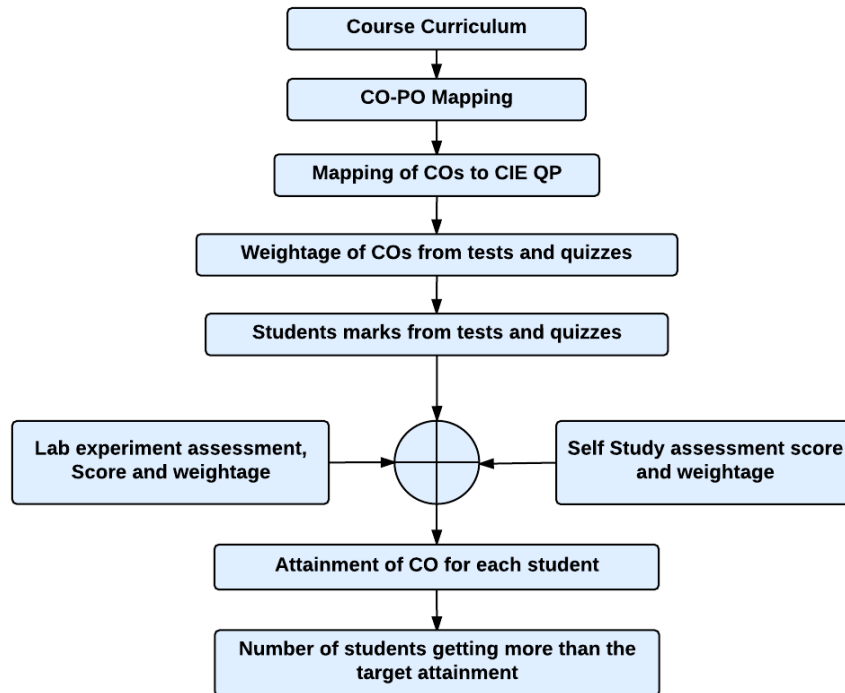 Course Curriculum
CO-PO Mapping
Mapping of COs to CIE QP
Weightage of COs from tests and quizzes
Students marks from tests and quizzes
Lab experiment assessment,
Score and weightage
Self Study assessment score
and weightage
Attainment of CO for each student
Number of students getting more than the
target attainment